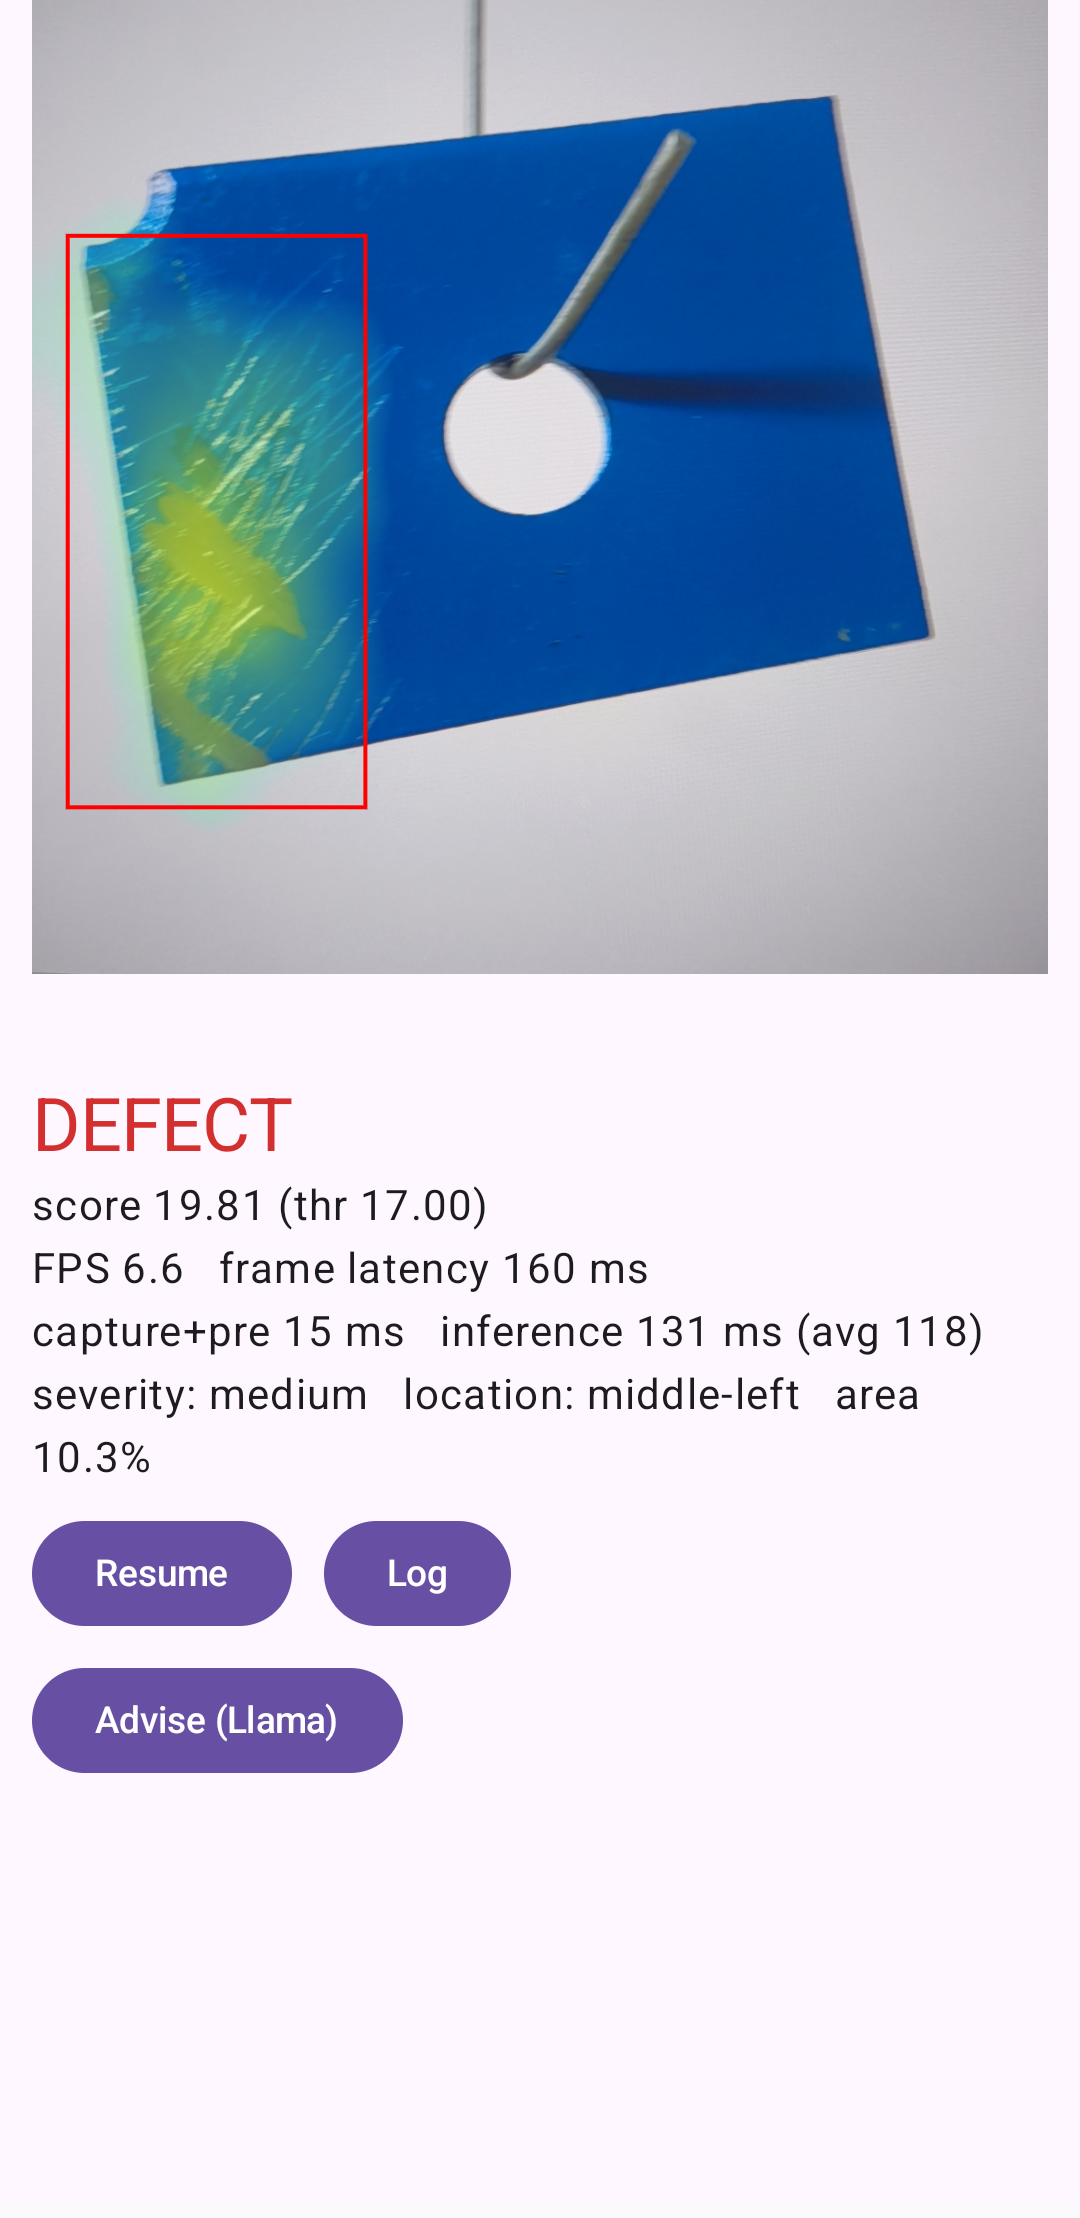 DEFECT
score 19.81 (thr 17.00)
FPS 6.6   frame latency 160 ms
capture+pre 15 ms   inference 131 ms (avg 118)
severity: medium   location: middle-left   area
10.3%
Resume   Log
Advise (Llama)